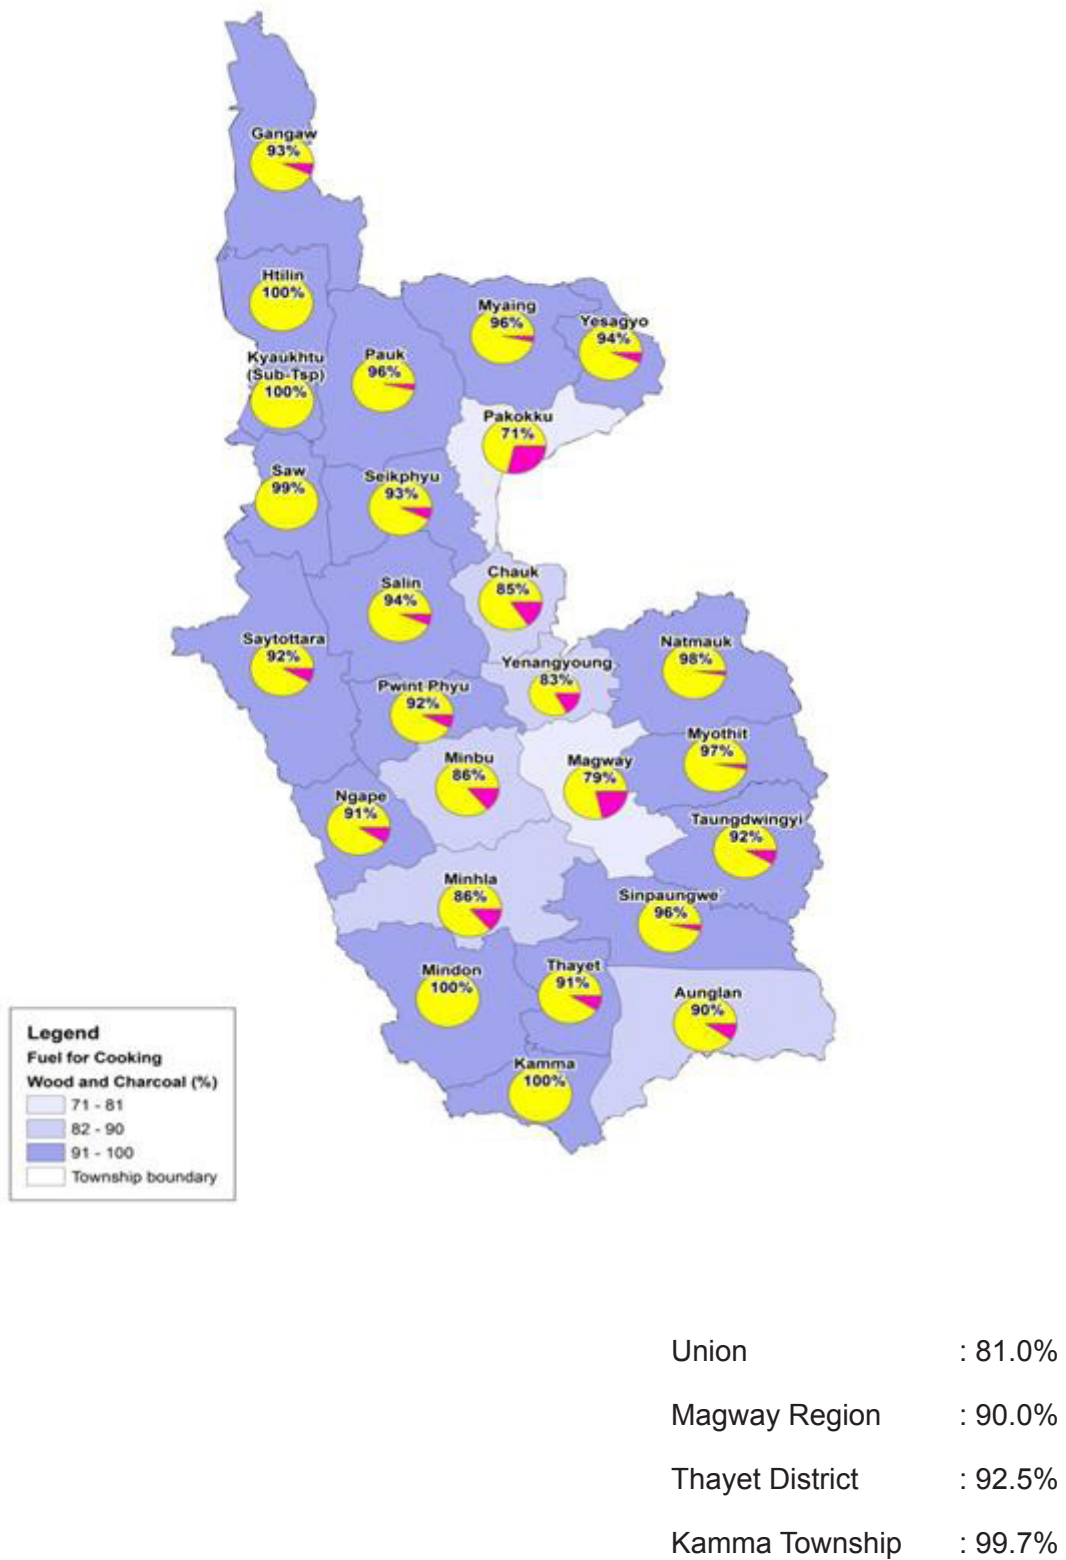 Gangaw
93%
Htilin
100%
Myaing
96%
Yesagyo
94%
Kyaukhtu
(Sub-Tsp)
100%
Pauk
96%
Pakokku
71%
Saw
99%
Seikphyu
93%
Chauk
85%
Salin
94%
Saytottara
92%
Natmauk
98%
Yenangyoung
83%
Pwint Phyu
92%
Myothit
97%
Minbu
86%
Magway
79%
Ngape
91%
Taungdwingyi
92%
Minhla
86%
Sinpaungwe
96%
Mindon
100%
Thayet
91%
Aunglan
90%
Kamma
100%
Legend
Fuel for Cooking
Wood and Charcoal (%)
71 - 81
82 - 90
91 - 100
Township boundary
Union : 81.0%
Magway Region : 90.0%
Thayet District : 92.5%
Kamma Township : 99.7%